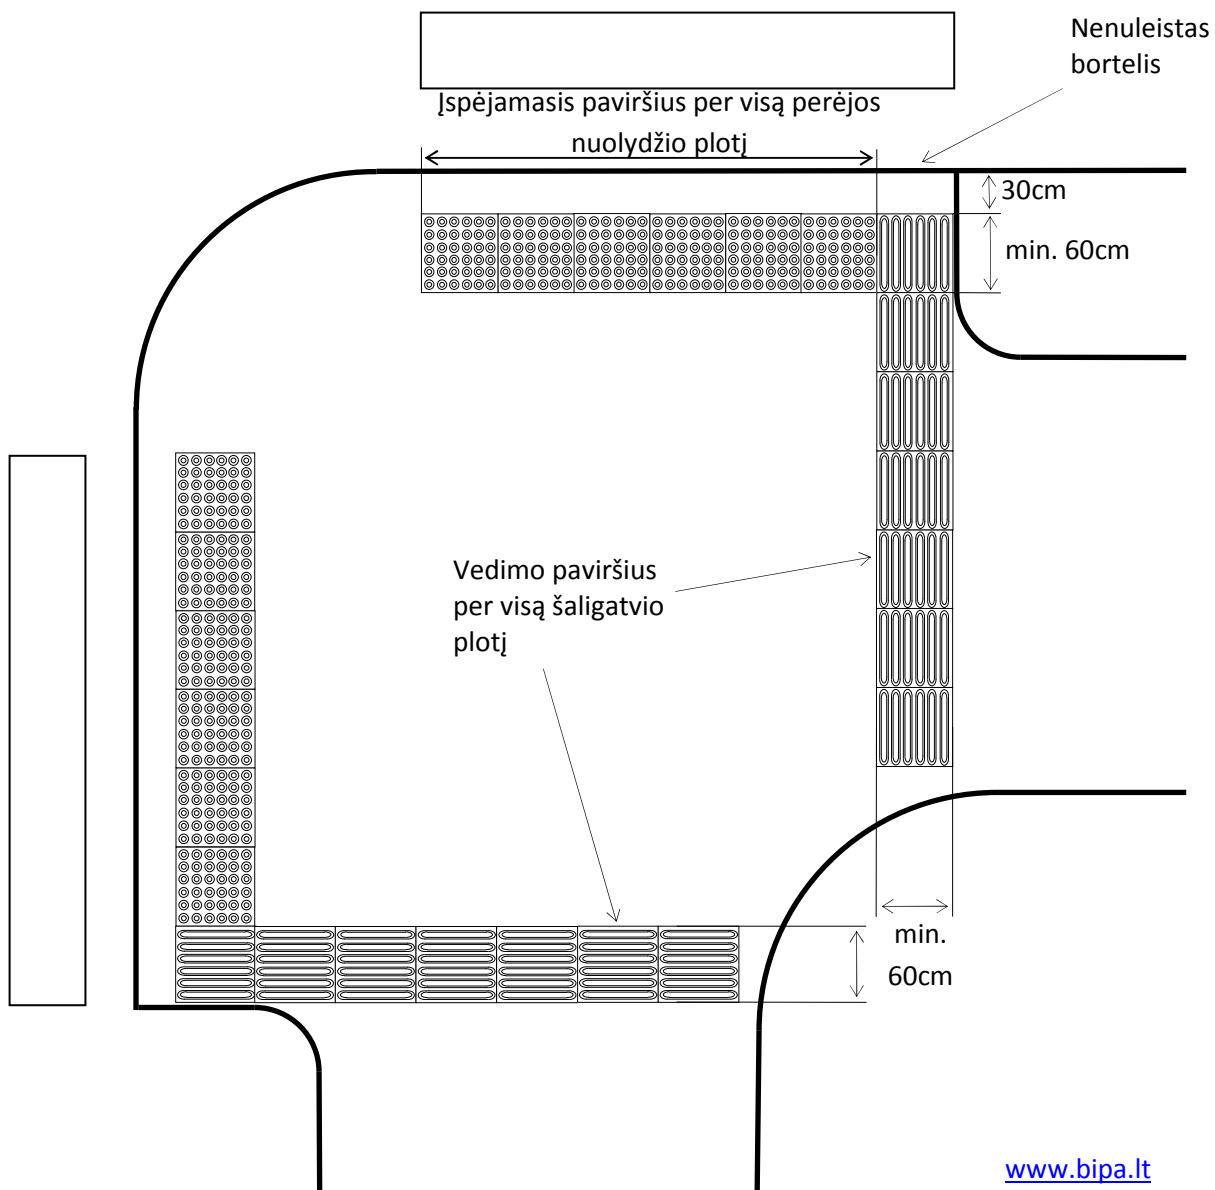 Nenuleistas
bortelis
Įspėjamasis paviršius per visą perėjos
nuolydžio plotį
30cm
min. 60cm
Vedimo paviršius
per visą šaligatvio
plotį
min.
60cm
www.bipa.lt